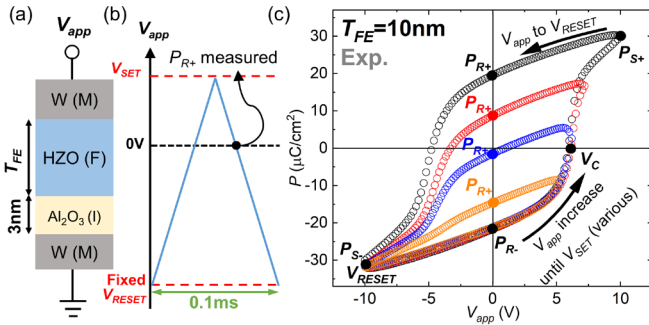 (a)
V_app
W (M)
T_FE
HZO (F)
3nm
Al₂O₃ (I)
W (M)
(b)
V_app
V_SET
P_R+ measured
0V
Fixed
V_RESET
0.1ms
(c)
T_FE=10nm
Exp.
V_app to V_RESET
P_S+
P_R+
P_R+
P_R+
P_R+
P_R-
V_C
V_app increase
until V_SET (various)
P_S-
V_RESET
P (μC/cm²)
30
20
10
0
-10
-20
-30
-10
-5
0
5
10
V_app (V)